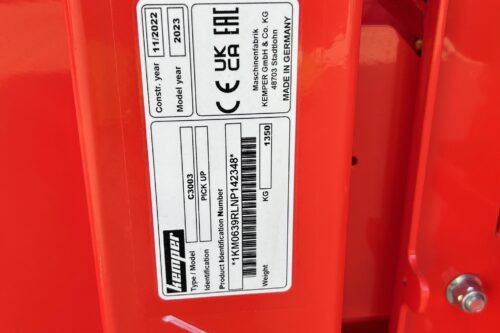 kemper
Type / Model C3003
Identification PICK UP
Product Identification Number
*1KM0639RLNP142348*
Weight KG 1350
Constr. year 11/2022
Model year 2023
CE UK CA EAC
Maschinenfabrik
KEMPER GmbH & Co. KG
48703 Stadtlohn
MADE IN GERMANY